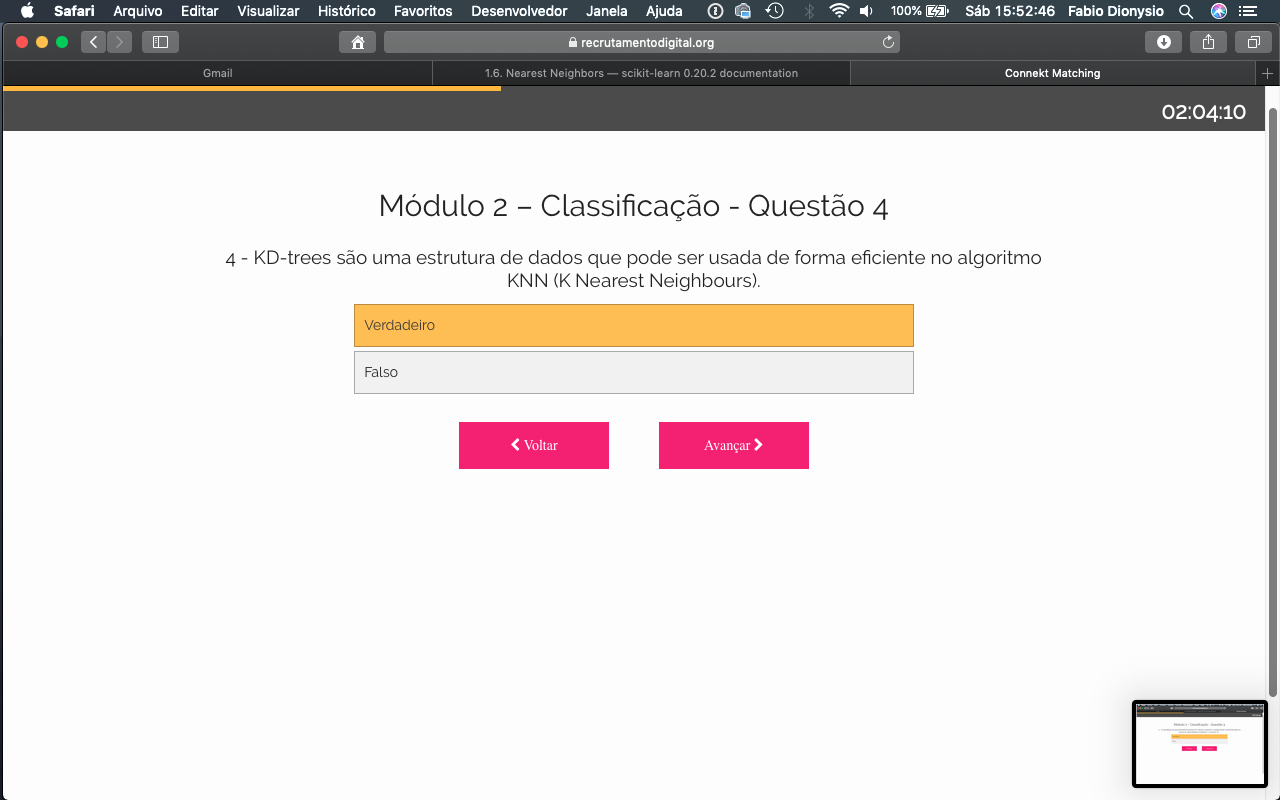 Safari Arquivo Editar Visualizar Histórico Favoritos Desenvolvedor Janela Ajuda 100% Sáb 15:52:46 Fabio Dionysio
recrutamentodigital.org
Gmail 1.6. Nearest Neighbors — scikit-learn 0.20.2 documentation Connekt Matching
02:04:10
Módulo 2 – Classificação - Questão 4
4 - KD-trees são uma estrutura de dados que pode ser usada de forma eficiente no algoritmo
KNN (K Nearest Neighbours).
Verdadeiro
Falso
Voltar Avançar